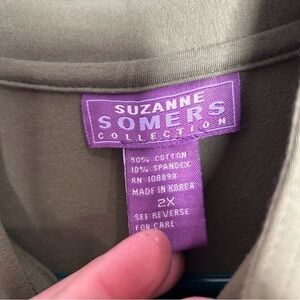 SUZANNE
SOMERS
COLLECTION
90% COTTON
10% SPANDEX
RN 108898
MADE IN KOREA
2X
SEE REVERSE
FOR CARE